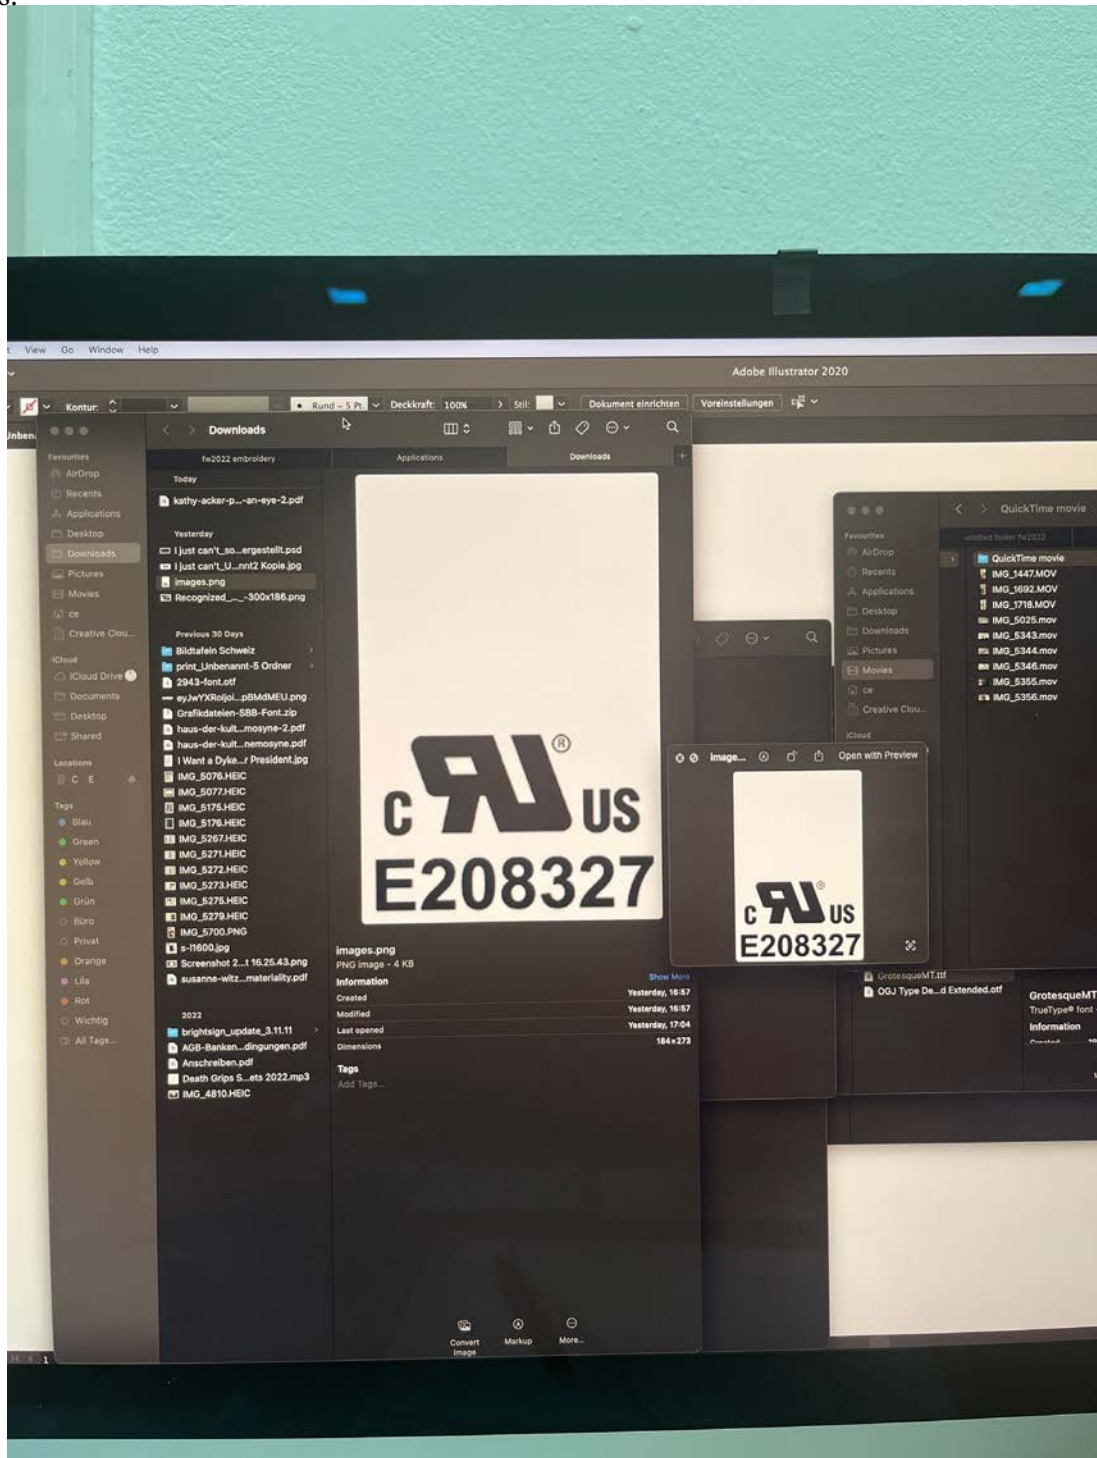 s.
View Go Window Help
Adobe Illustrator 2020
Kontur: Rund – 5 Pt. Deckkraft: 100% Stil: Dokument einrichten Voreinstellungen
Downloads
fw2022 embroidery Applications Downloads
Favourites
AirDrop
Recents
Applications
Desktop
Downloads
Pictures
Movies
ce
Creative Clou...
iCloud
iCloud Drive
Documents
Desktop
Shared
Locations
C E
Tags
Blau
Green
Yellow
Gelb
Grün
Büro
Privat
Orange
Lila
Rot
Wichtig
All Tags...
Today
kathy-acker-p...-an-eye-2.pdf
Yesterday
I just can't_so...ergestellt.psd
I just can't_U...nnt2 Kopie.jpg
images.png
Recognized_..._-300x186.png
Previous 30 Days
Bildtafeln Schweiz
print_Unbenannt-5 Ordner
2943-font.otf
eyJwYXRoIjoi...pBMdMEU.png
Grafikdateien-SBB-Font.zip
haus-der-kult...mosyne-2.pdf
haus-der-kult...nemosyne.pdf
I Want a Dyke...r President.jpg
IMG_5076.HEIC
IMG_5077.HEIC
IMG_5175.HEIC
IMG_5176.HEIC
IMG_5267.HEIC
IMG_5271.HEIC
IMG_5272.HEIC
IMG_5273.HEIC
IMG_5275.HEIC
IMG_5279.HEIC
IMG_5700.PNG
s-l1600.jpg
Screenshot 2...t 16.25.43.png
susanne-witz...materiality.pdf
2022
brightsign_update_3.11.11
AGB-Banken...dingungen.pdf
Anschreiben.pdf
Death Grips S...ets 2022.mp3
IMG_4810.HEIC
®
C US
E208327
images.png
PNG image - 4 KB
Information Show More
Created Yesterday, 16:57
Modified Yesterday, 16:57
Last opened Yesterday, 17:04
Dimensions 184×273
Tags
Add Tags...
Convert Image
Markup
More...
image... Open with Preview
®
C US
E208327
QuickTime movie
untitled folder fw2022
Favourites
AirDrop
Recents
Applications
Desktop
Downloads
Pictures
Movies
ce
Creative Clou...
iCloud
QuickTime movie
IMG_1447.MOV
IMG_1692.MOV
IMG_1718.MOV
IMG_5025.mov
IMG_5343.mov
IMG_5344.mov
IMG_5346.mov
IMG_5355.mov
IMG_5356.mov
GrotesqueMT.ttf
OGJ Type De...d Extended.otf
GrotesqueMT
TrueType® font
Information
Created
1